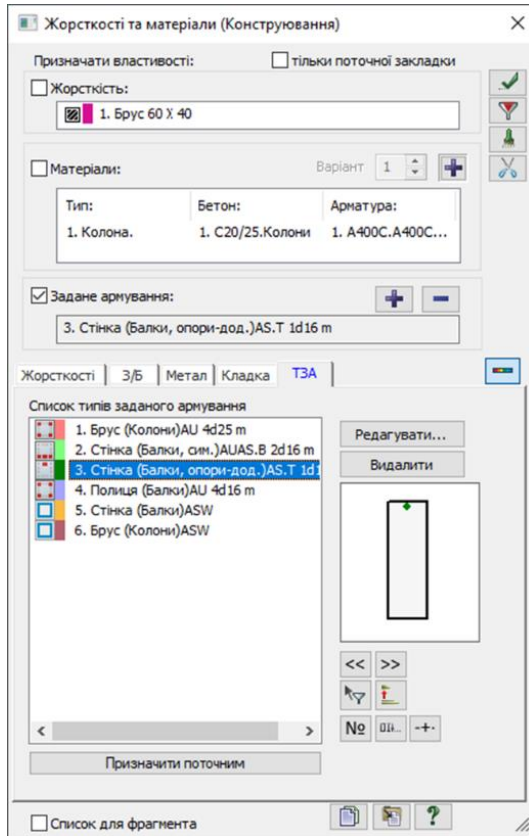 Жорсткості та матеріали (Конструювання)
Призначати властивості:
тільки поточної закладки
Жорсткість:
1. Брус 60 X 40
Матеріали:
Варіант 1
Тип: Бетон: Арматура:
1. Колона. 1. C20/25.Колони 1. A400C.A400C...
Задане армування:
3. Стінка (Балки, опори-дод.)AS.T 1d16 m
Жорсткості З/Б Метал Кладка ТЗА
Список типів заданого армування
1. Брус (Колони)AU 4d25 m
2. Стінка (Балки, сим.)AUAS.B 2d16 m
3. Стінка (Балки, опори-дод.)AS.T 1d1
4. Полиця (Балки)AU 4d16 m
5. Стінка (Балки)ASW
6. Брус (Колони)ASW
Редагувати...
Видалити
<< >>
№
Призначити поточним
Список для фрагмента
?